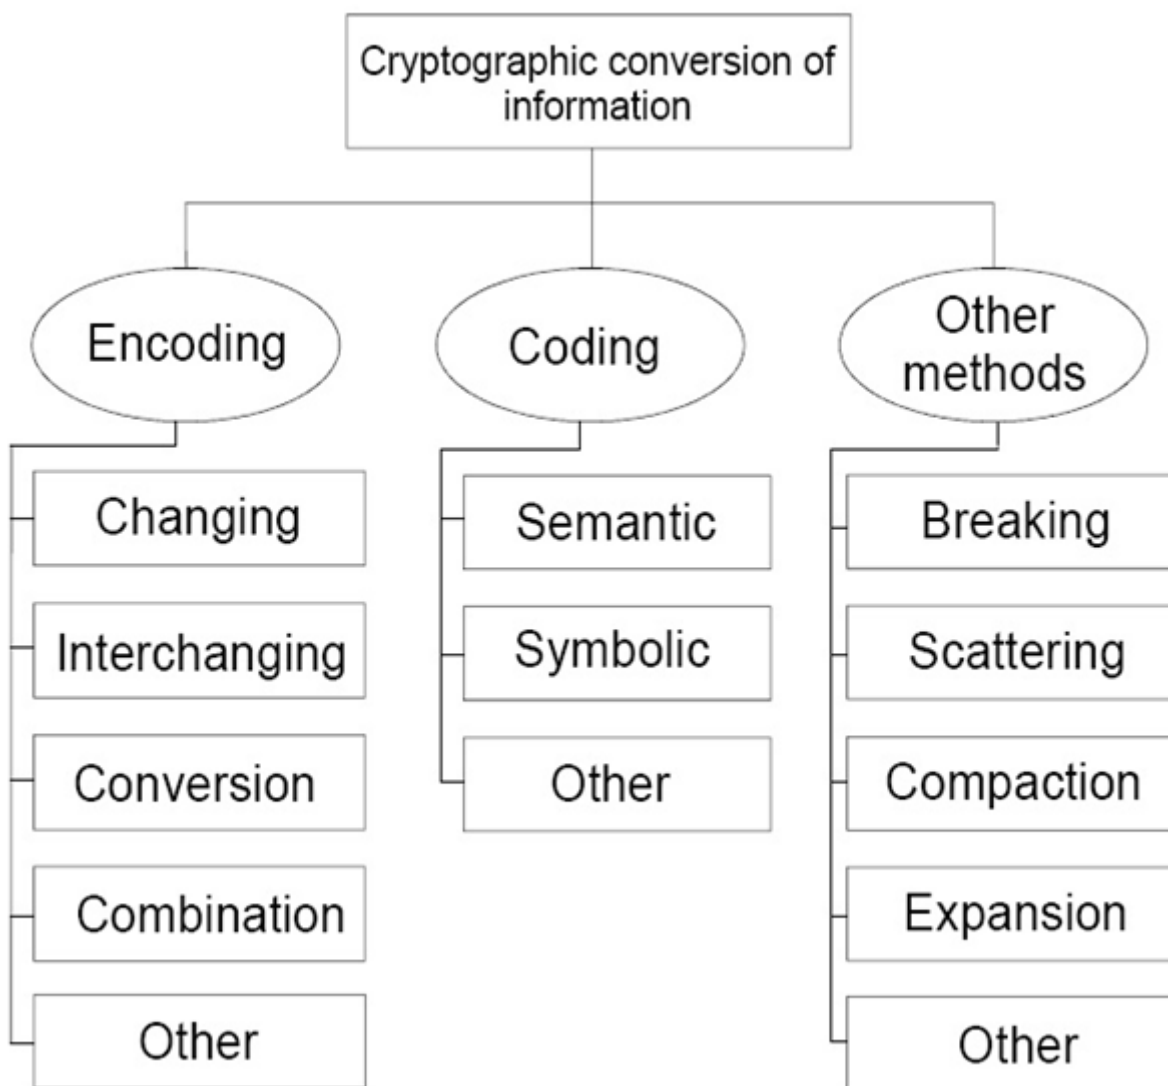 Cryptographic conversion of
information
Encoding
Coding
Other
methods
Changing
Interchanging
Conversion
Combination
Other
Semantic
Symbolic
Other
Breaking
Scattering
Compaction
Expansion
Other